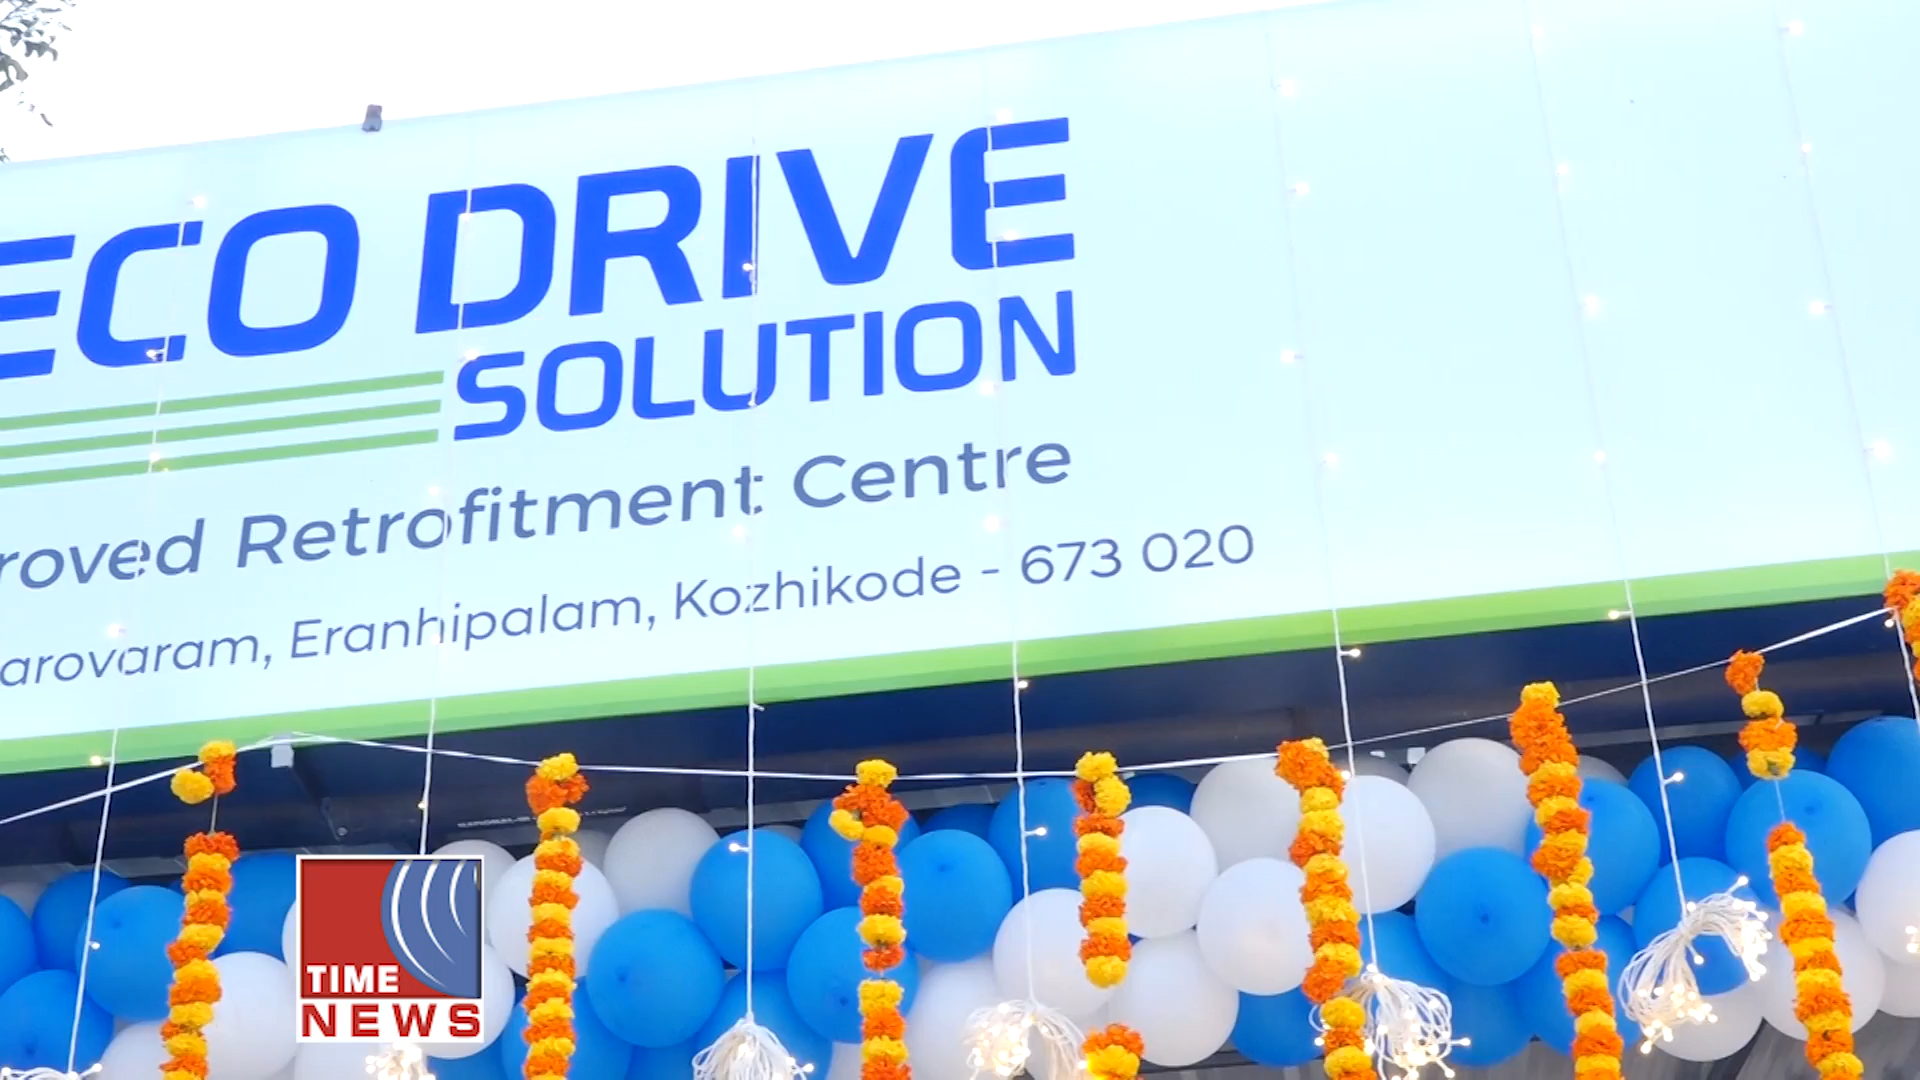 ECO DRIVE
SOLUTION
roved Retrofitment Centre
arovaram, Eranhipalam, Kozhikode - 673 020
TIME
NEWS